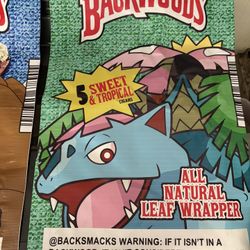 BACKWOODS
5 SWEET
& TROPICAL
CIGARS
ALL
NATURAL
LEAF WRAPPER
@BACKSMACKS WARNING: IF IT ISN'T IN A